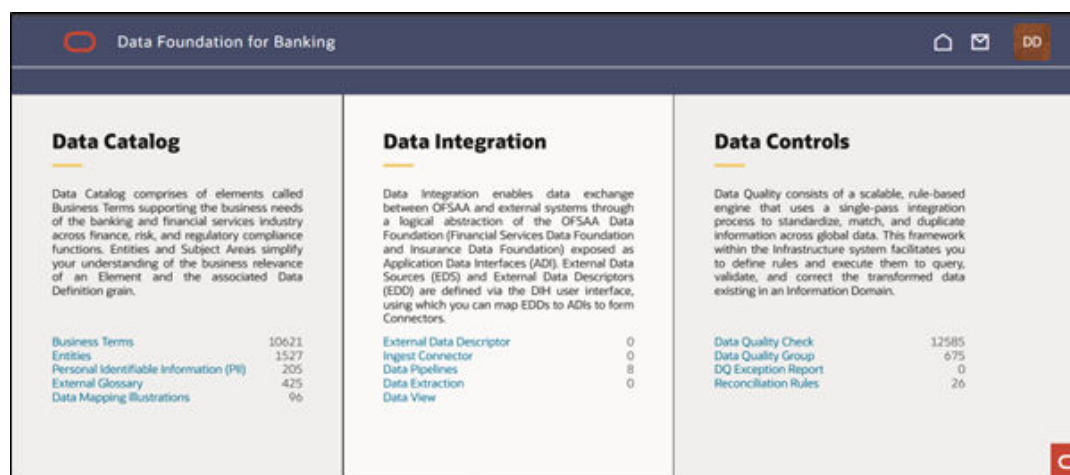 Data Foundation for Banking
DD
Data Catalog
Data Catalog comprises of elements called
Business Terms supporting the business needs
of the banking and financial services industry
across finance, risk, and regulatory compliance
functions. Entities and Subject Areas simplify
your understanding of the business relevance
of an Element and the associated Data
Definition grain.
Business Terms 10621
Entities 1527
Personal Identifiable Information (PII) 205
External Glossary 425
Data Mapping Illustrations 96
Data Integration
Data Integration enables data exchange
between OFSAA and external systems through
a logical abstraction of the OFSAA Data
Foundation (Financial Services Data Foundation
and Insurance Data Foundation) exposed as
Application Data Interfaces (ADI). External Data
Sources (EDS) and External Data Descriptors
(EDD) are defined via the DIH user interface,
using which you can map EDDs to ADIs to form
Connectors.
External Data Descriptor 0
Ingest Connector 0
Data Pipelines 8
Data Extraction 0
Data View
Data Controls
Data Quality consists of a scalable, rule-based
engine that uses a single-pass integration
process to standardize, match, and duplicate
information across global data. This framework
within the Infrastructure system facilitates you
to define rules and execute them to query,
validate, and correct the transformed data
existing in an Information Domain.
Data Quality Check 12585
Data Quality Group 675
DQ Exception Report 0
Reconciliation Rules 26